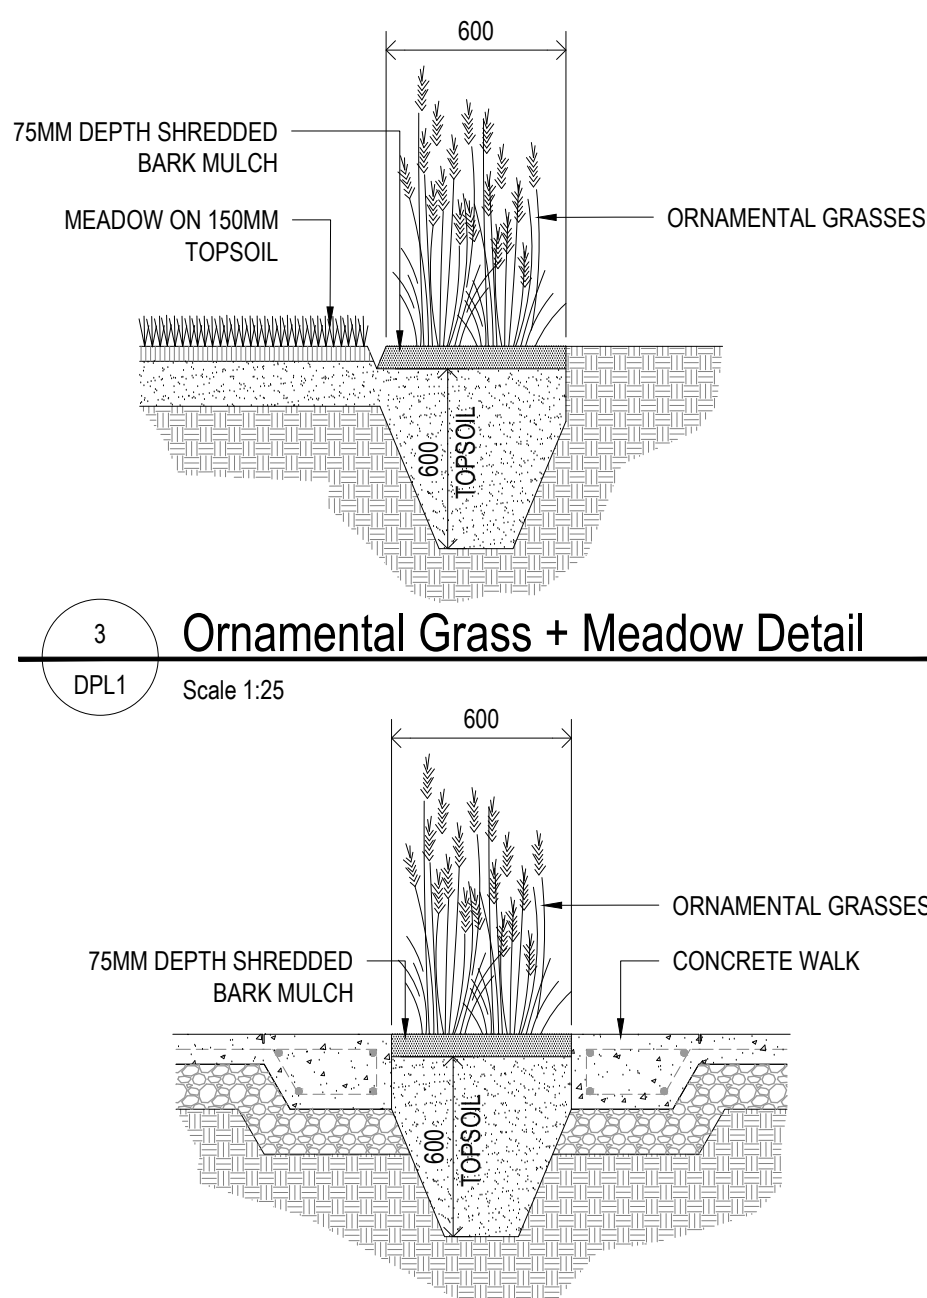 600
75MM DEPTH SHREDDED
BARK MULCH
MEADOW ON 150MM
TOPSOIL
ORNAMENTAL GRASSES
600
TOPSOIL
3
DPL1
Ornamental Grass + Meadow Detail
Scale 1:25
600
ORNAMENTAL GRASSES
75MM DEPTH SHREDDED
BARK MULCH
CONCRETE WALK
600
TOPSOIL